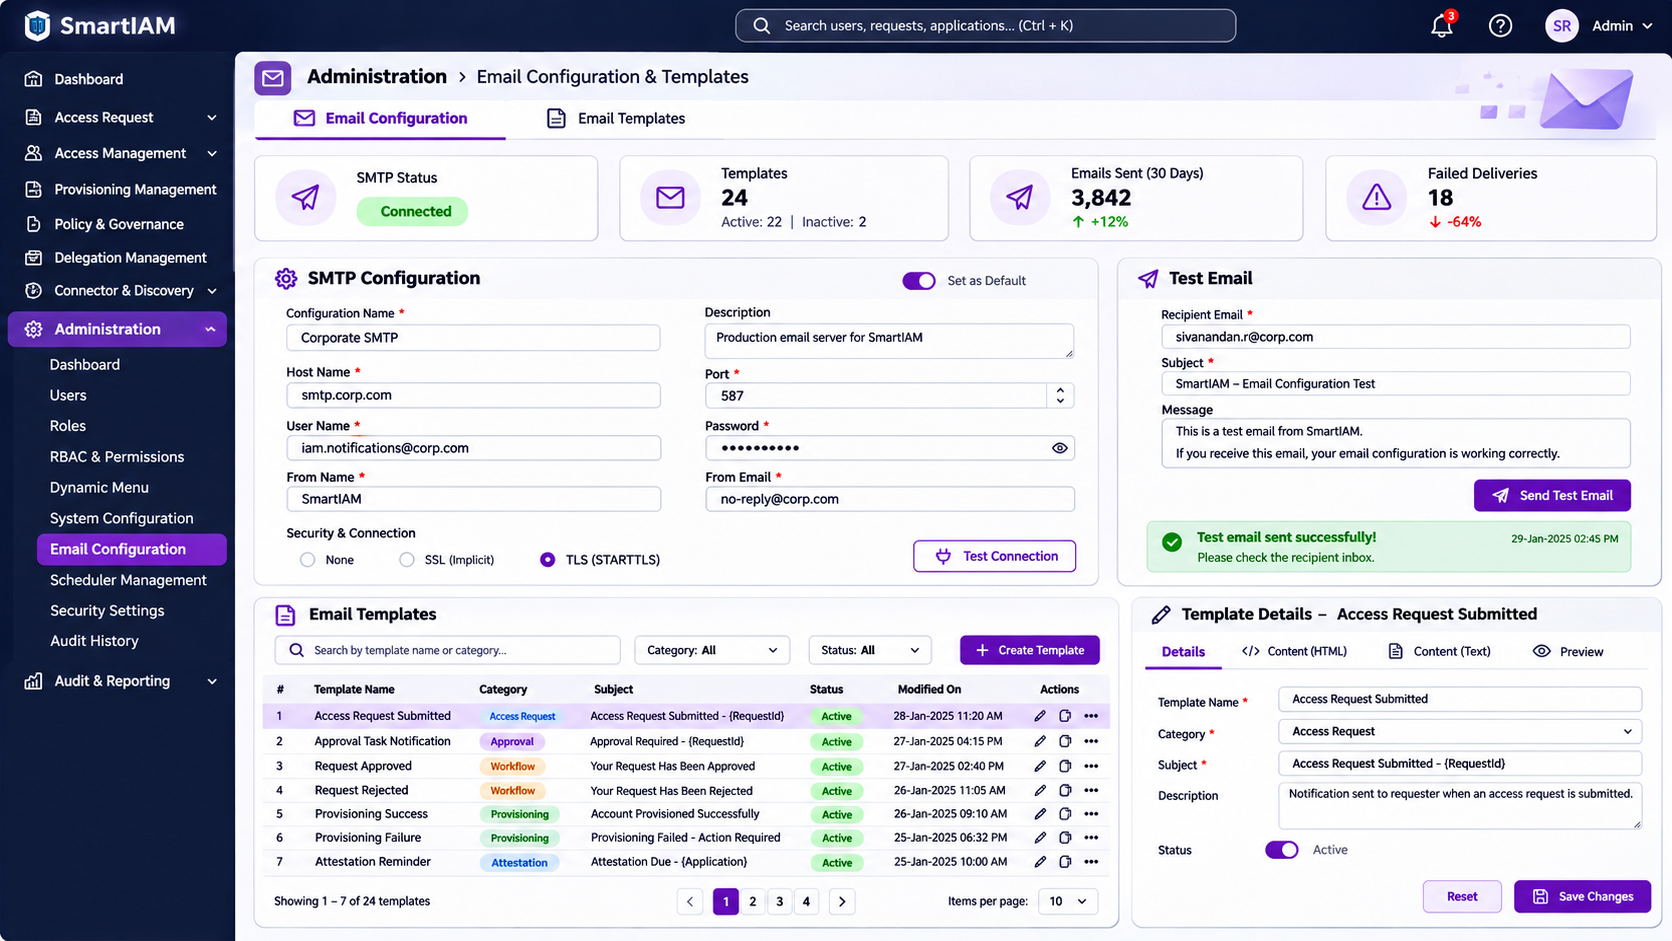 SmartIAM
Search users, requests, applications... (Ctrl + K)
3
SR
Admin
Dashboard
Access Request
Access Management
Provisioning Management
Policy & Governance
Delegation Management
Connector & Discovery
Administration
Dashboard
Users
Roles
RBAC & Permissions
Dynamic Menu
System Configuration
Email Configuration
Scheduler Management
Security Settings
Audit History
Audit & Reporting
Administration > Email Configuration & Templates
Email Configuration
Email Templates
SMTP Status
Connected
Templates
24
Active: 22 | Inactive: 2
Emails Sent (30 Days)
3,842
↑ +12%
Failed Deliveries
18
↓ -64%
SMTP Configuration
Set as Default
Configuration Name *
Corporate SMTP
Description
Production email server for SmartIAM
Host Name *
smtp.corp.com
Port *
587
User Name *
iam.notifications@corp.com
Password *
••••••••••
From Name *
SmartIAM
From Email *
no-reply@corp.com
Security & Connection
None
SSL (Implicit)
TLS (STARTTLS)
Test Connection
Test Email
Recipient Email *
sivanandan.r@corp.com
Subject *
SmartIAM – Email Configuration Test
Message
This is a test email from SmartIAM.
If you receive this email, your email configuration is working correctly.
Send Test Email
Test email sent successfully!
29-Jan-2025 02:45 PM
Please check the recipient inbox.
Email Templates
Search by template name or category...
Category: All
Status: All
+ Create Template
# Template Name Category Subject Status Modified On Actions
1 Access Request Submitted Access Request Access Request Submitted - {RequestId} Active 28-Jan-2025 11:20 AM
2 Approval Task Notification Approval Approval Required - {RequestId} Active 27-Jan-2025 04:15 PM
3 Request Approved Workflow Your Request Has Been Approved Active 27-Jan-2025 02:40 PM
4 Request Rejected Workflow Your Request Has Been Rejected Active 26-Jan-2025 11:05 AM
5 Provisioning Success Provisioning Account Provisioned Successfully Active 26-Jan-2025 09:10 AM
6 Provisioning Failure Provisioning Provisioning Failed - Action Required Active 25-Jan-2025 06:32 PM
7 Attestation Reminder Attestation Attestation Due - {Application} Active 25-Jan-2025 10:00 AM
Showing 1 – 7 of 24 templates
< 1 2 3 4 >
Items per page: 10
Template Details – Access Request Submitted
Details
</> Content (HTML)
Content (Text)
Preview
Template Name *
Access Request Submitted
Category *
Access Request
Subject *
Access Request Submitted - {RequestId}
Description
Notification sent to requester when an access request is submitted.
Status
Active
Reset
Save Changes